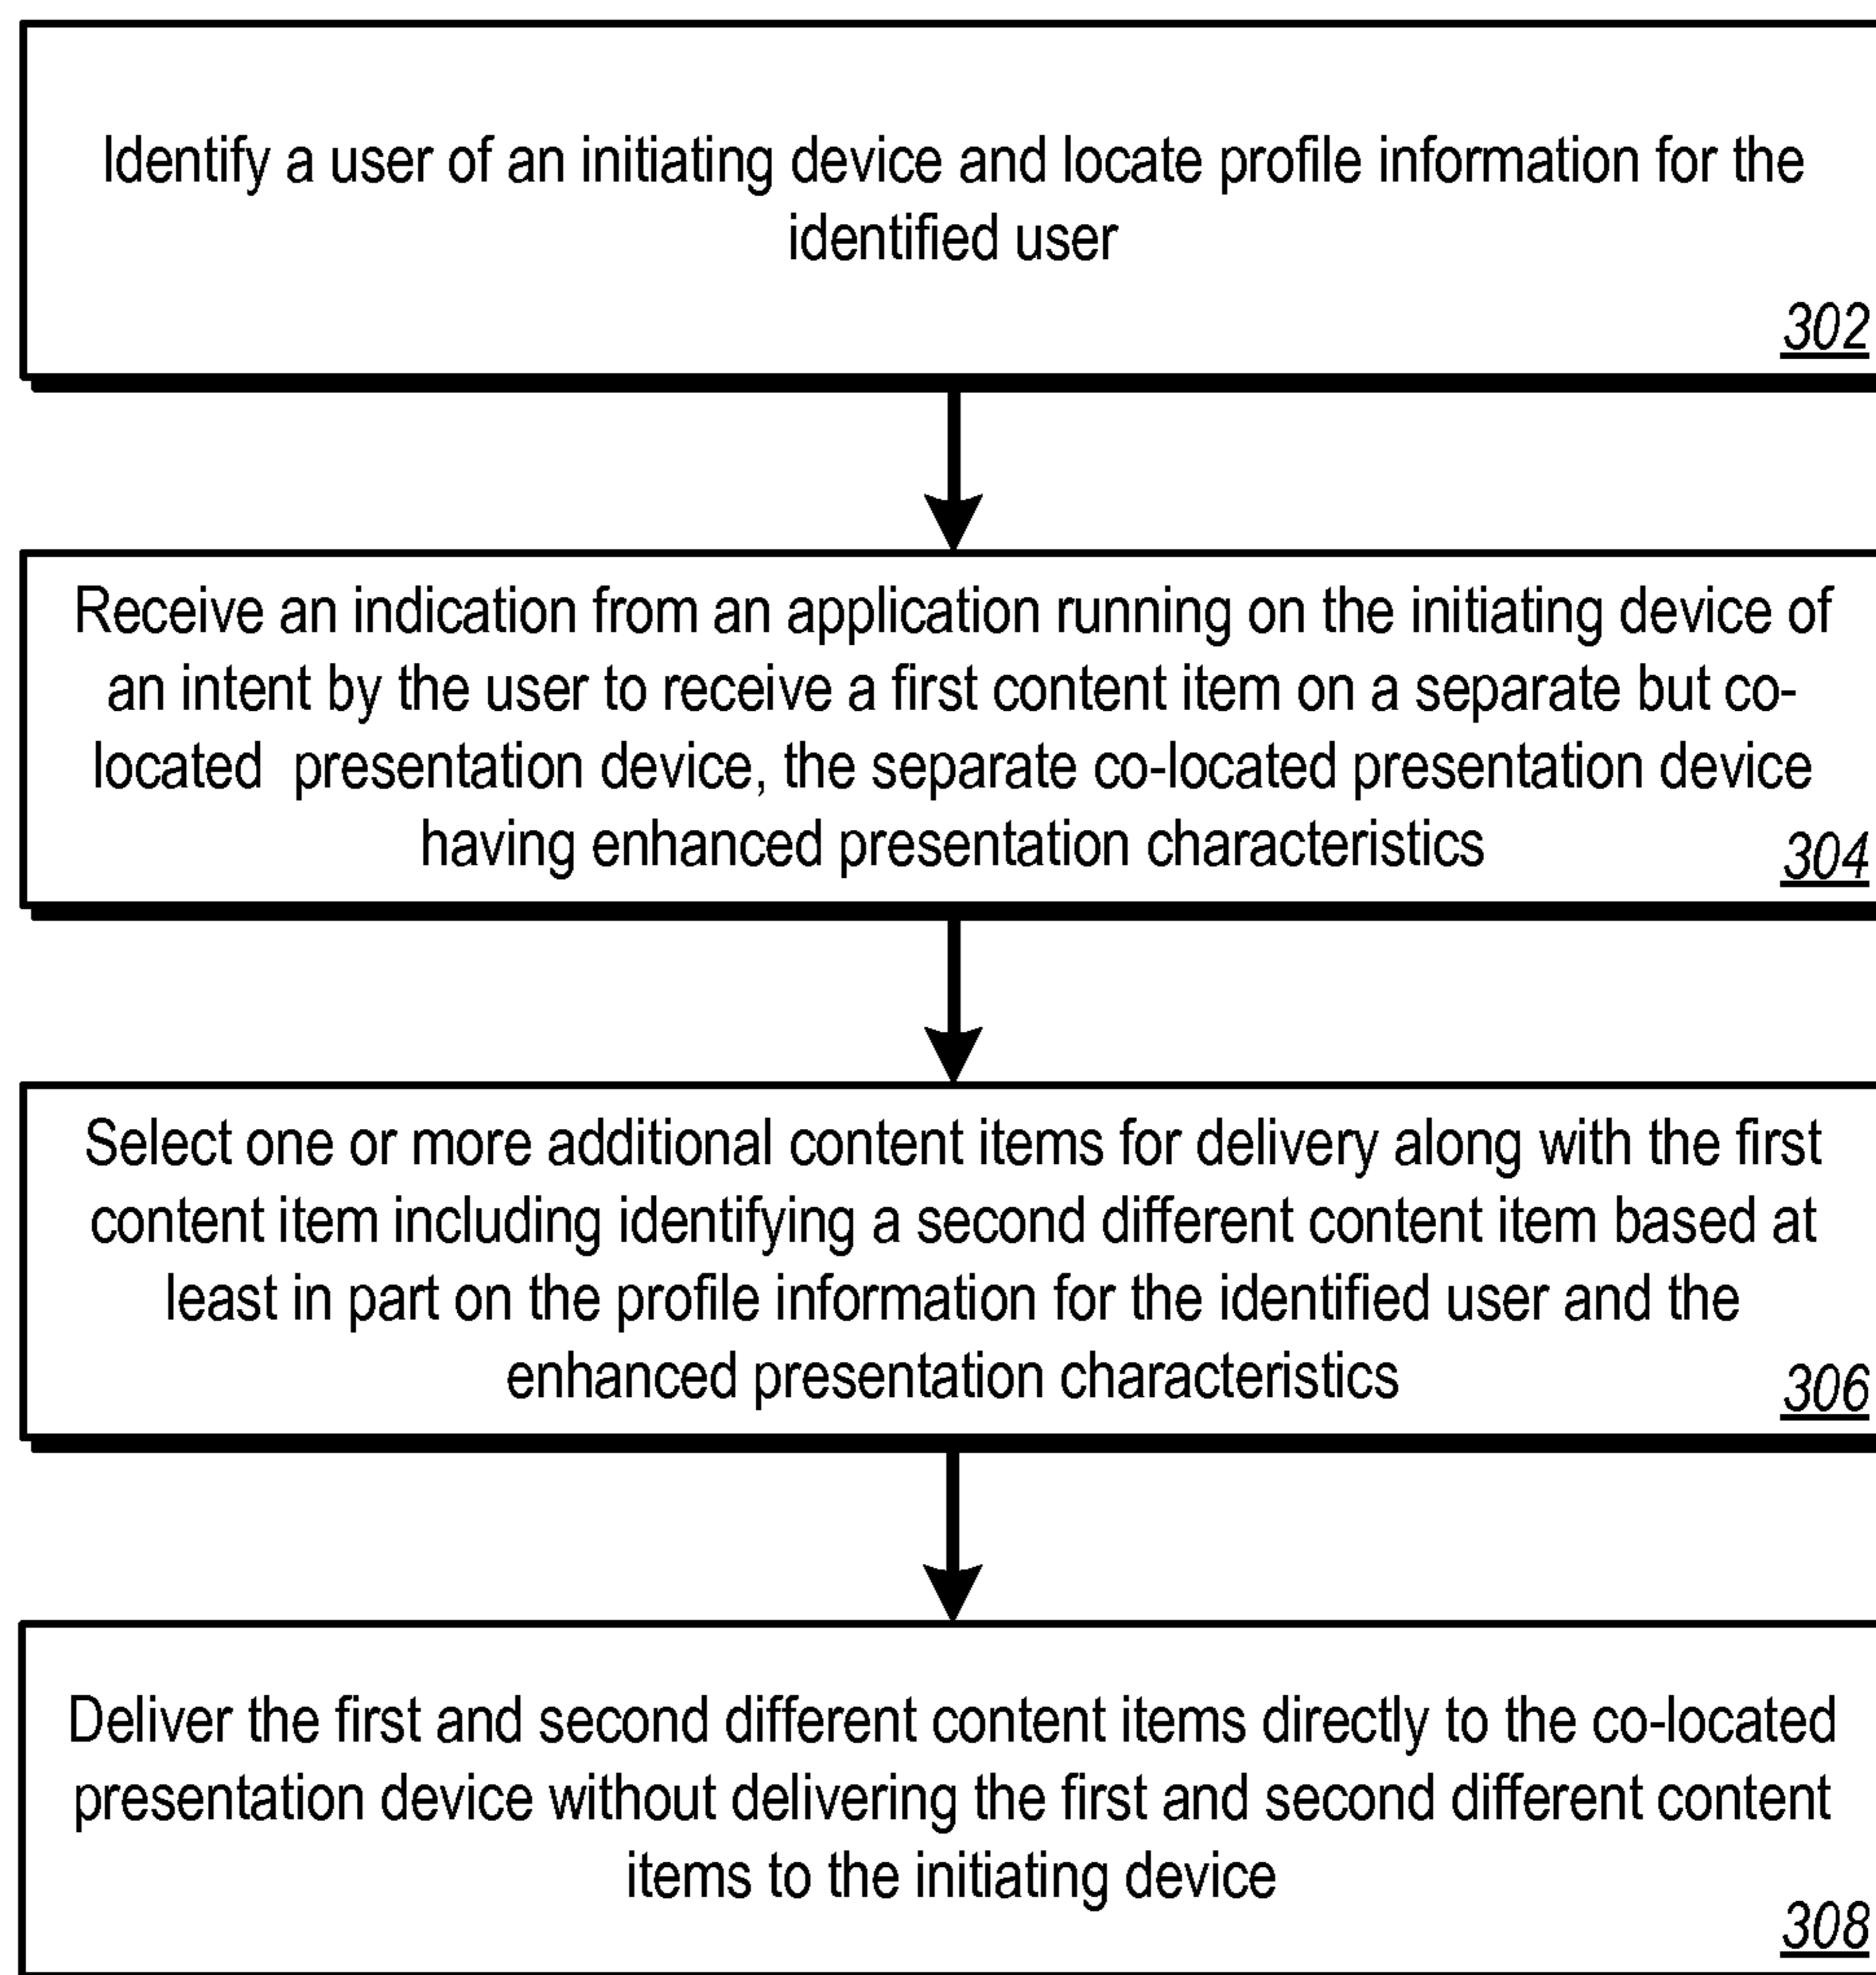 Identify a user of an initiating device and locate profile information for the
identified user
302
Receive an indication from an application running on the initiating device of
an intent by the user to receive a first content item on a separate but co-
located presentation device, the separate co-located presentation device
having enhanced presentation characteristics
304
Select one or more additional content items for delivery along with the first
content item including identifying a second different content item based at
least in part on the profile information for the identified user and the
enhanced presentation characteristics
306
Deliver the first and second different content items directly to the co-located
presentation device without delivering the first and second different content
items to the initiating device
308